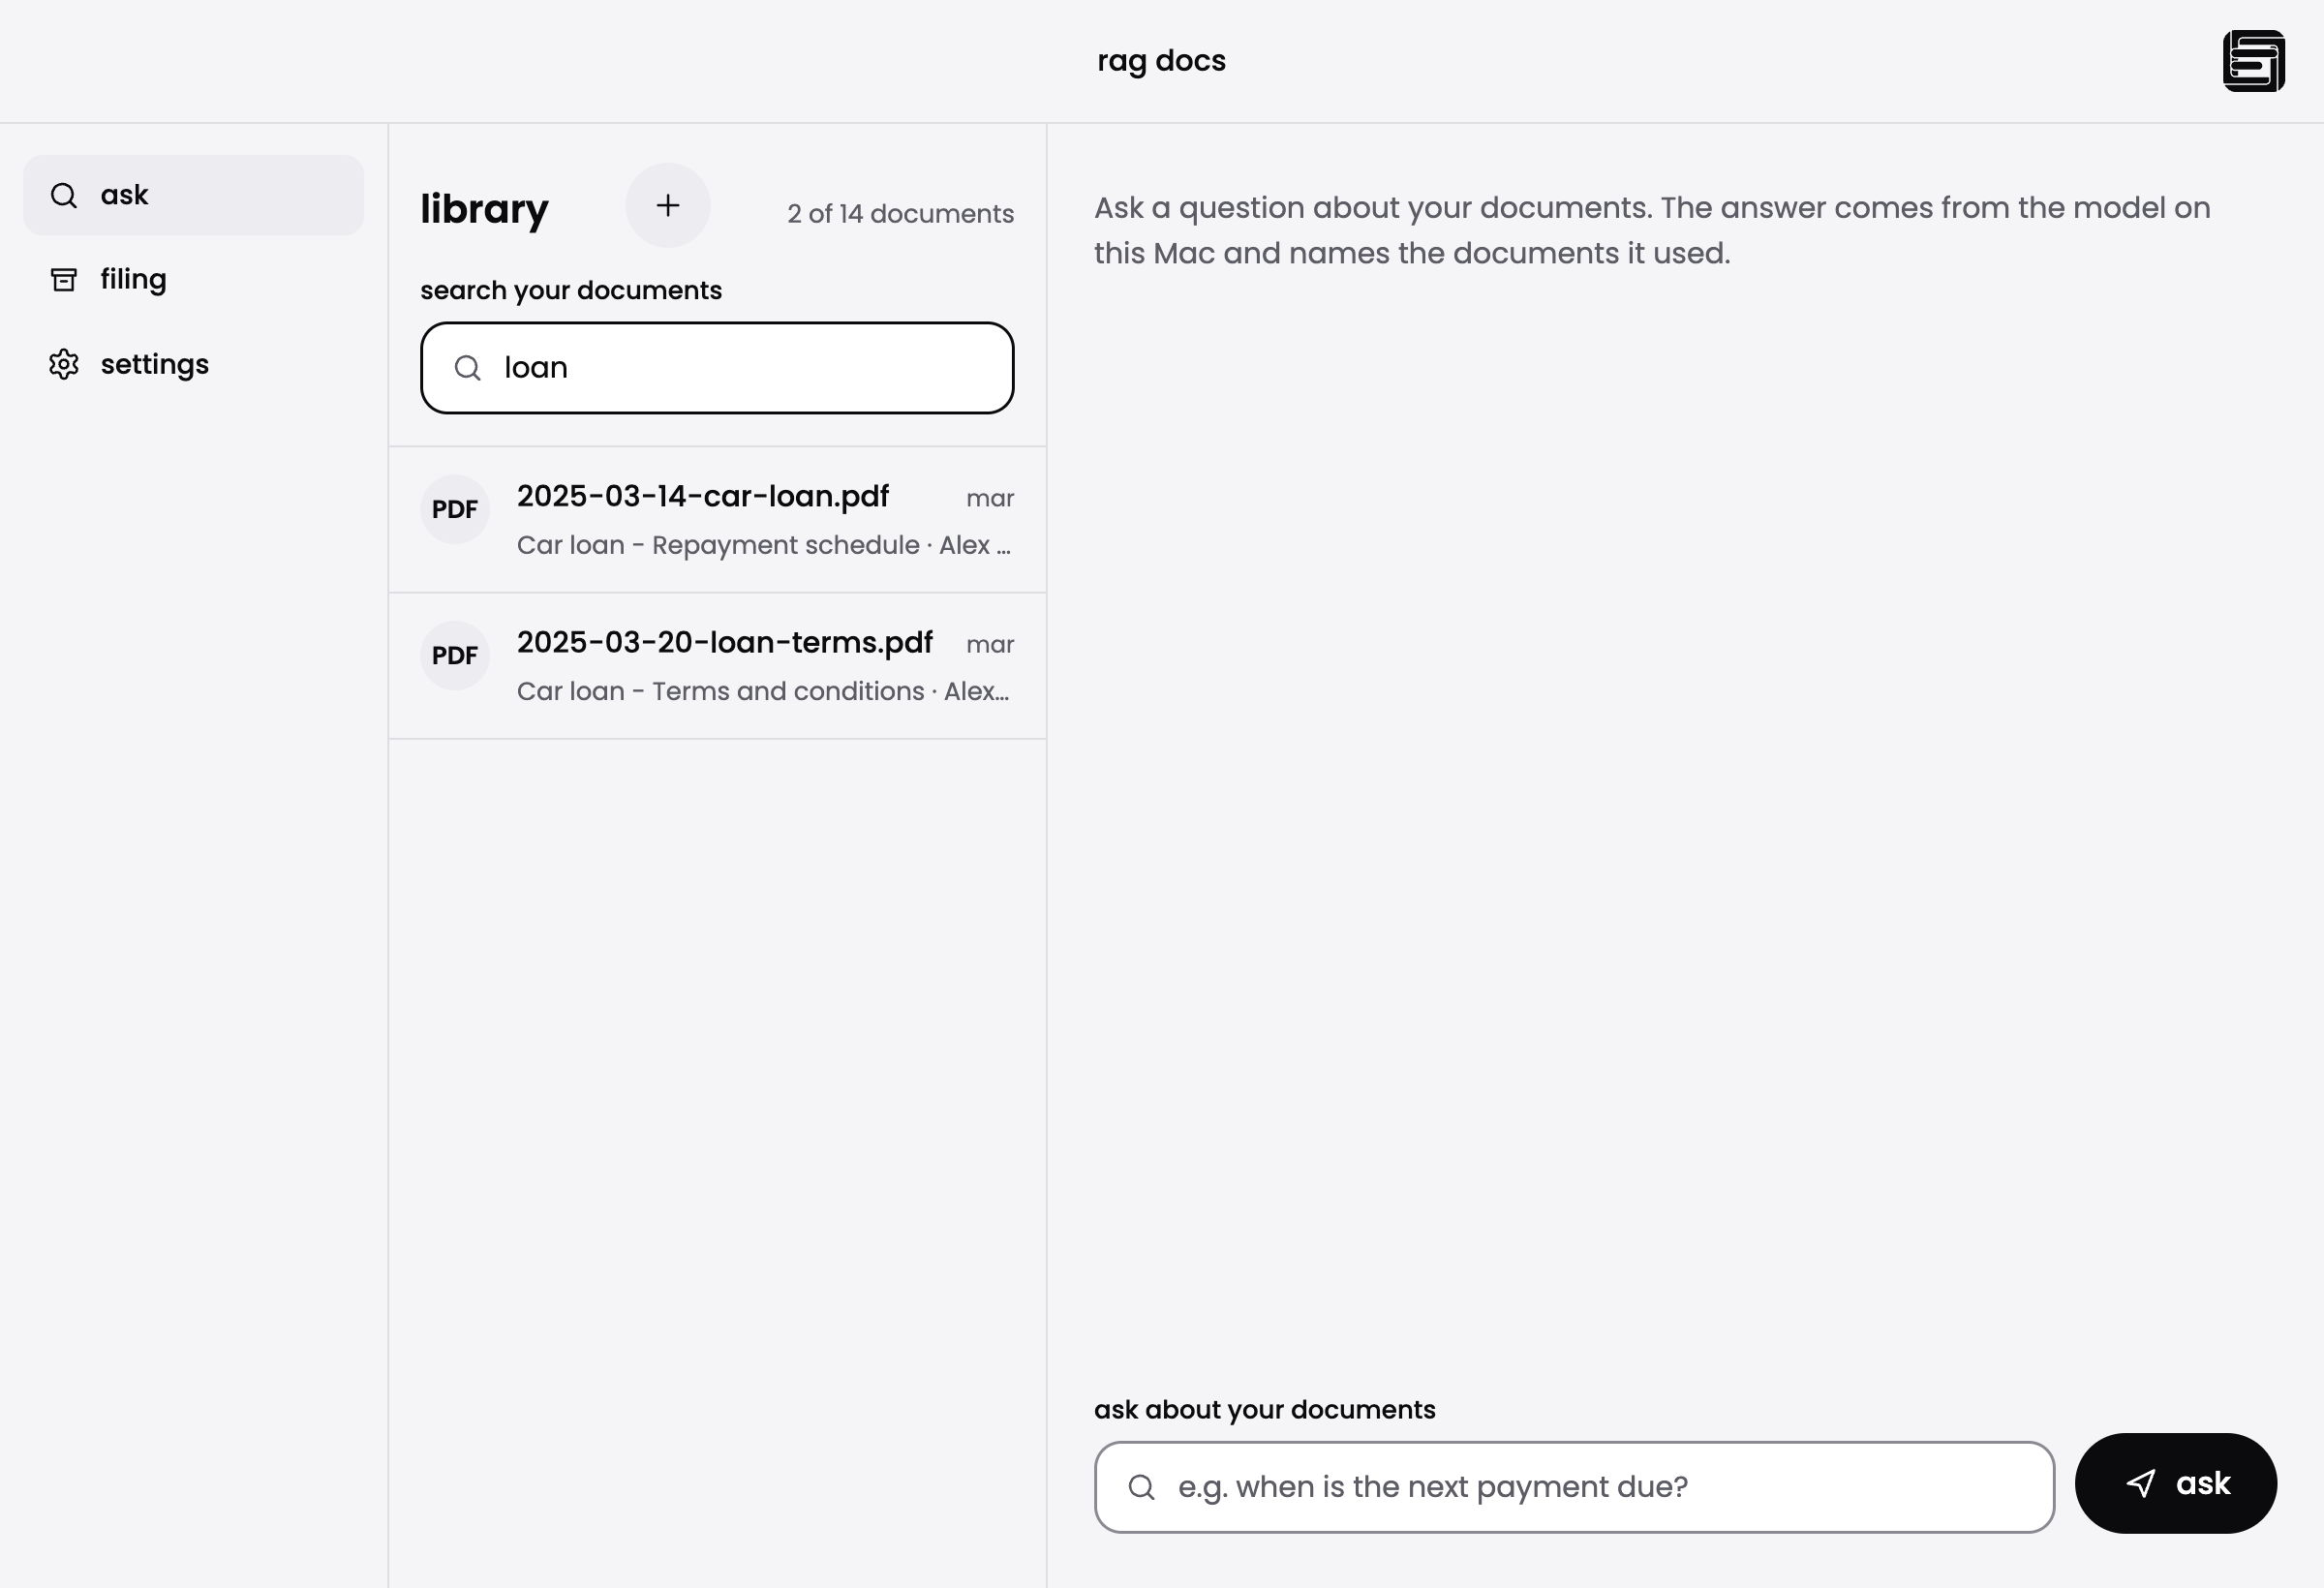 rag docs
ask
filing
settings
library
2 of 14 documents
search your documents
loan
PDF
2025-03-14-car-loan.pdf
mar
Car loan - Repayment schedule · Alex ...
PDF
2025-03-20-loan-terms.pdf
mar
Car loan - Terms and conditions · Alex...
Ask a question about your documents. The answer comes from the model on
this Mac and names the documents it used.
ask about your documents
e.g. when is the next payment due?
ask